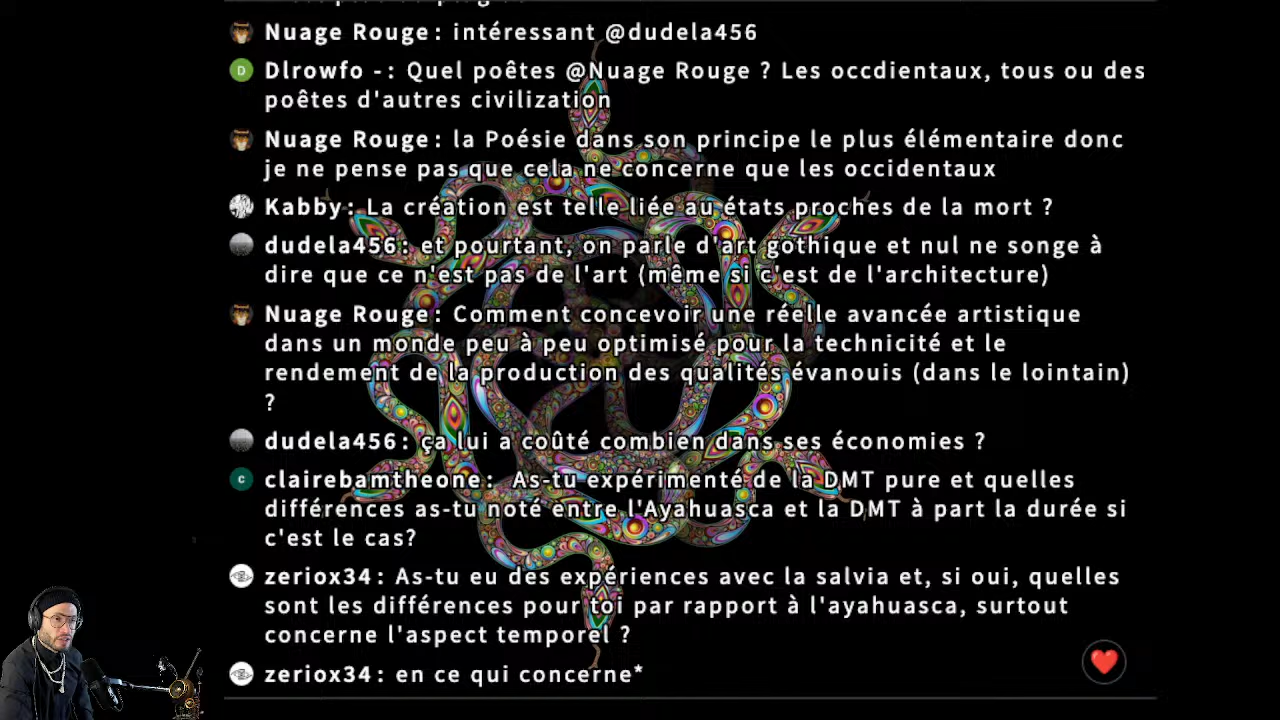 Nuage Rouge : intéressant @dudela456
D
Dlrowfo - : Quel poêtes @Nuage Rouge ? Les occdientaux, tous ou des
poêtes d'autres civilization
Nuage Rouge : la Poésie dans son principe le plus élémentaire donc
je ne pense pas que cela ne concerne que les occidentaux
Kabby : La création est telle liée au états proches de la mort ?
dudela456 : et pourtant, on parle d'art gothique et nul ne songe à
dire que ce n'est pas de l'art (même si c'est de l'architecture)
Nuage Rouge : Comment concevoir une réelle avancée artistique
dans un monde peu à peu optimisé pour la technicité et le
rendement de la production des qualités évanouis (dans le lointain)
?
dudela456 : ça lui a coûté combien dans ses économies ?
c
clairebamtheone : As-tu expérimenté de la DMT pure et quelles
différences as-tu noté entre l'Ayahuasca et la DMT à part la durée si
c'est le cas?
zeriox34 : As-tu eu des expériences avec la salvia et, si oui, quelles
sont les différences pour toi par rapport à l'ayahuasca, surtout
concerne l'aspect temporel ?
zeriox34 : en ce qui concerne*